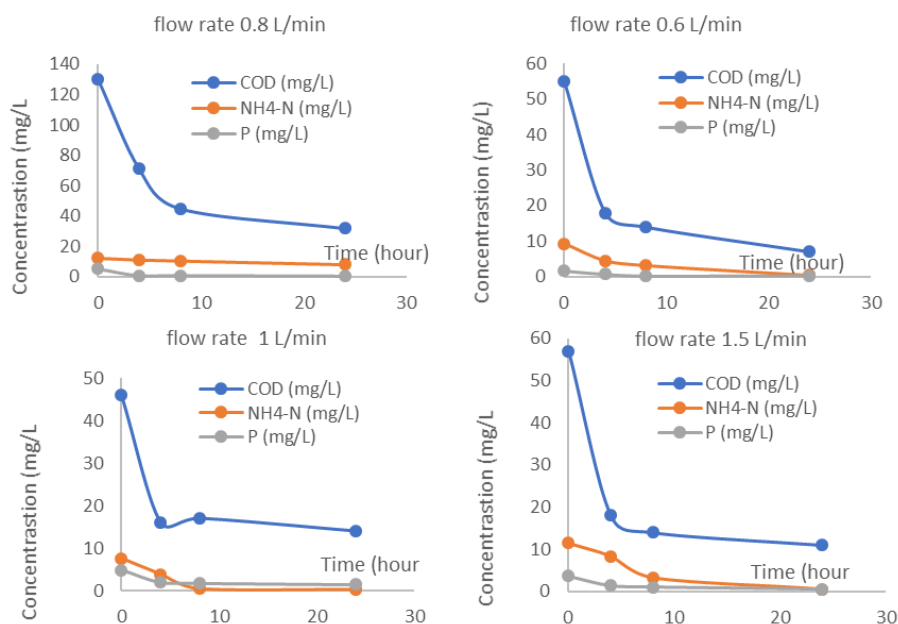 flow rate 0.8 L/min
Concentrastion (mg/L
140
120
100
80
60
40
20
0
COD (mg/L)
NH4-N (mg/L)
P (mg/L)
Time (hour)
0 10 20 30
flow rate 0.6 L/min
Concentrastion (mg/L)
60
50
40
30
20
10
0
COD (mg/L)
NH4-N (mg/L)
P (mg/L)
Time (hour)
0 10 20 30
flow rate 1 L/min
Concentrastion (mg/L
50
40
30
20
10
0
COD (mg/L)
NH4-N (mg/L)
P (mg/L)
Time (hour
0 10 20 30
flow rate 1.5 L/min
Concentrastion (mg/L
60
50
40
30
20
10
0
COD (mg/L)
NH4-N (mg/L)
P (mg/L)
Time (hour
0 10 20 30